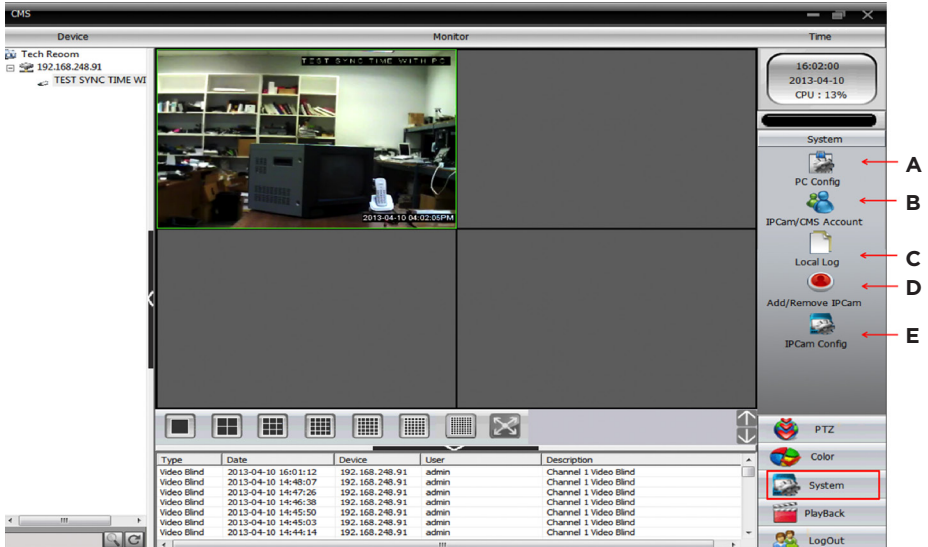 CMS
Device Monitor Time
Tech Reoom
192.168.248.91
TEST SYNC TIME WI
TEST SYNC TIME WITH PC
2013-04-10 04:02:05PM
16:02:00
2013-04-10
CPU : 13%
System
PC Config
A
IPCam/CMS Account
B
Local Log
C
Add/Remove IPCam
D
IPCam Config
E
PTZ
Color
System
PlayBack
LogOut
Type Date Device User Description
Video Blind 2013-04-10 16:01:12 192.168.248.91 admin Channel 1 Video Blind
Video Blind 2013-04-10 14:48:07 192.168.248.91 admin Channel 1 Video Blind
Video Blind 2013-04-10 14:47:26 192.168.248.91 admin Channel 1 Video Blind
Video Blind 2013-04-10 14:46:38 192.168.248.91 admin Channel 1 Video Blind
Video Blind 2013-04-10 14:45:50 192.168.248.91 admin Channel 1 Video Blind
Video Blind 2013-04-10 14:45:03 192.168.248.91 admin Channel 1 Video Blind
Video Blind 2013-04-10 14:44:14 192.168.248.91 admin Channel 1 Video Blind